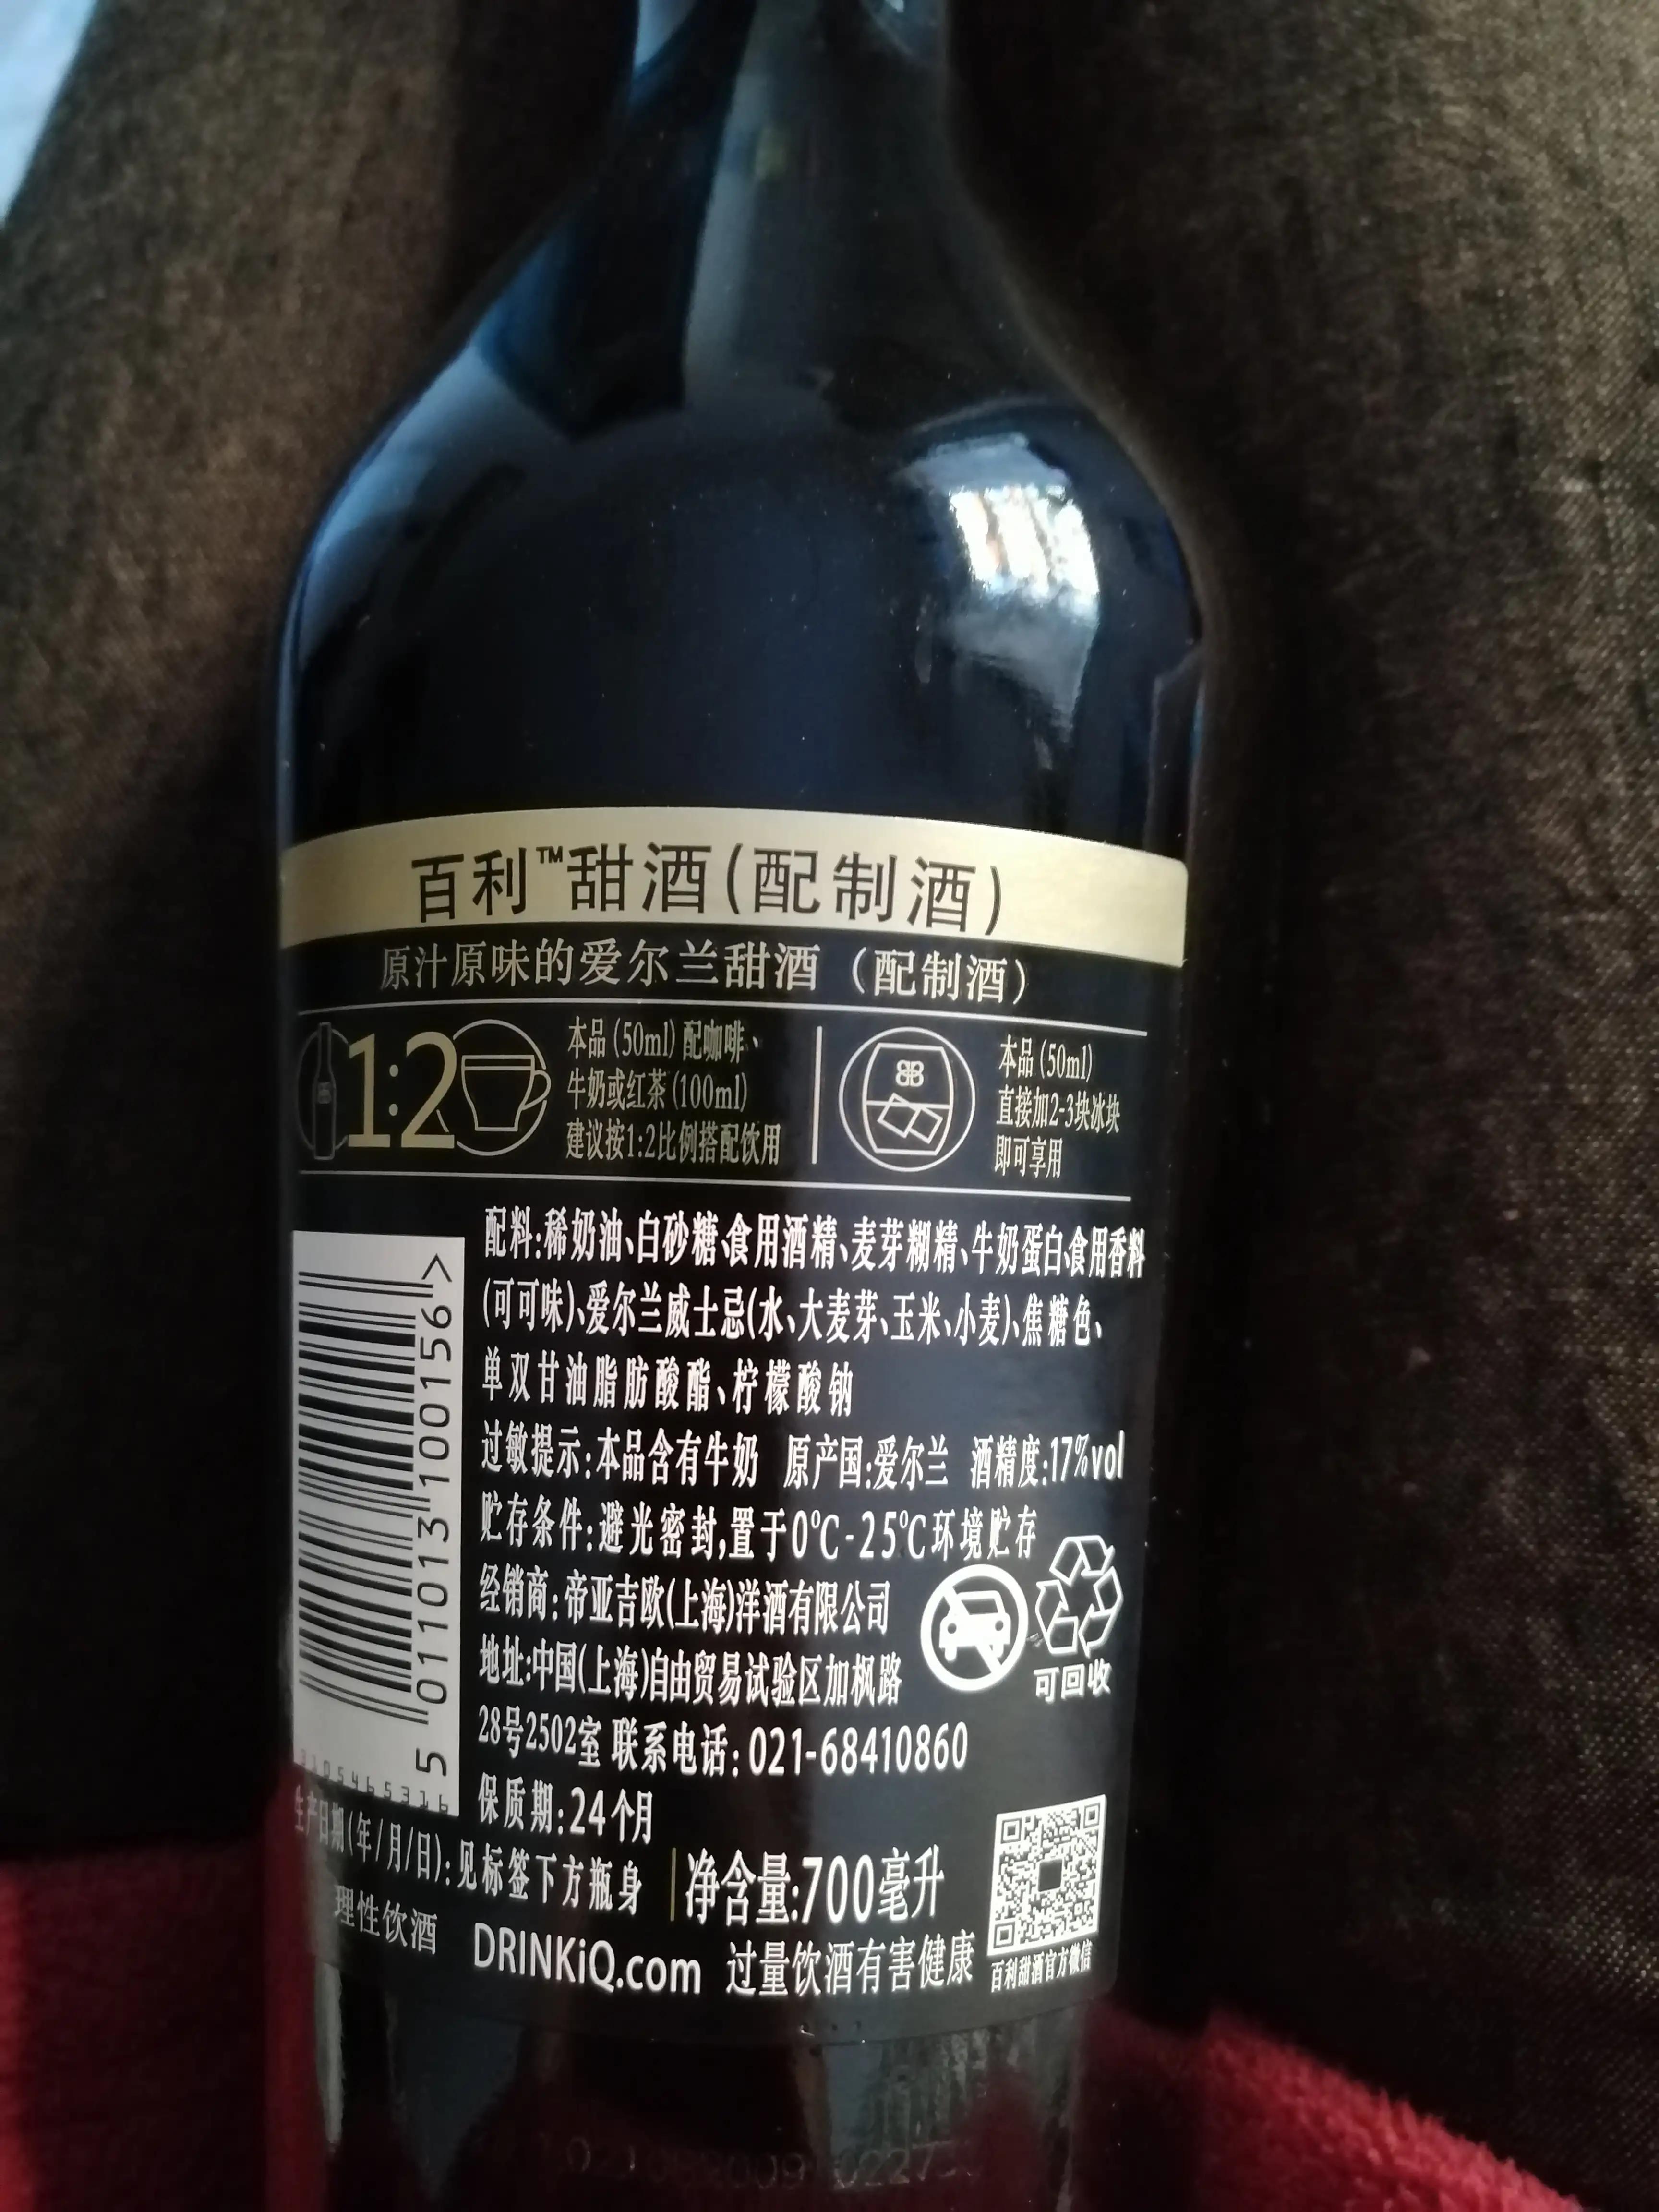 百利™甜酒(配制酒)
原汁原味的爱尔兰甜酒（配制酒）
1:2
本品(50ml)配咖啡、
牛奶或红茶(100ml)
建议按1:2比例搭配饮用
本品(50ml)
直接加2-3块冰块
即可享用
配料:稀奶油、白砂糖、食用酒精、麦芽糊精、牛奶蛋白、食用香料
(可可味)、爱尔兰威士忌(水、大麦芽、玉米、小麦)、焦糖色、
单双甘油脂肪酸酯、柠檬酸钠
过敏提示:本品含有牛奶 原产国:爱尔兰 酒精度:17%vol
贮存条件:避光密封,置于0℃-25℃环境贮存
经销商:帝亚吉欧(上海)洋酒有限公司
地址:中国(上海)自由贸易试验区加枫路
28号2502室 联系电话:021-68410860
保质期:24个月
可回收
5 011013 100156 >
生产日期(年/月/日):见标签下方瓶身
净含量:700毫升
理性饮酒 DRINKiQ.com 过量饮酒有害健康
百利甜酒官方微信